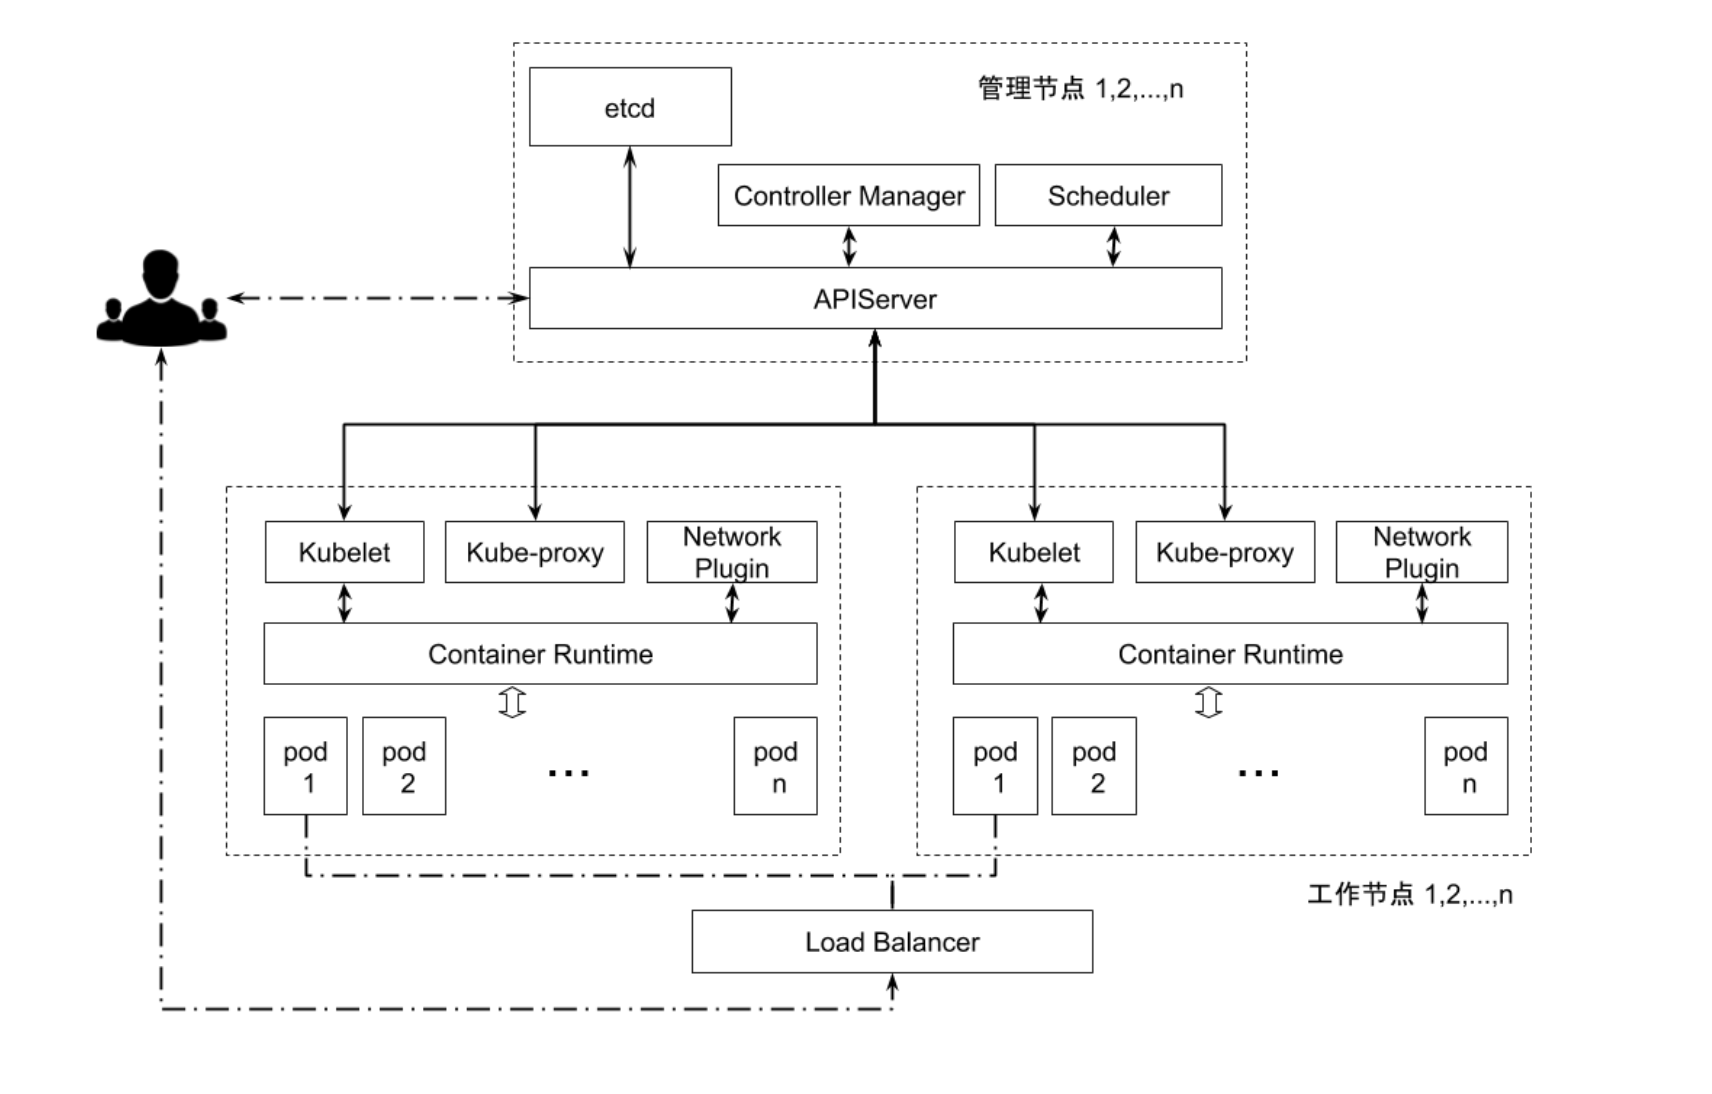 管理节点 1,2,...,n
etcd
Controller Manager
Scheduler
APIServer
Kubelet
Kube-proxy
Network
Plugin
Container Runtime
pod
1
pod
2
...
pod
n
Kubelet
Kube-proxy
Network
Plugin
Container Runtime
pod
1
pod
2
...
pod
n
工作节点 1,2,...,n
Load Balancer